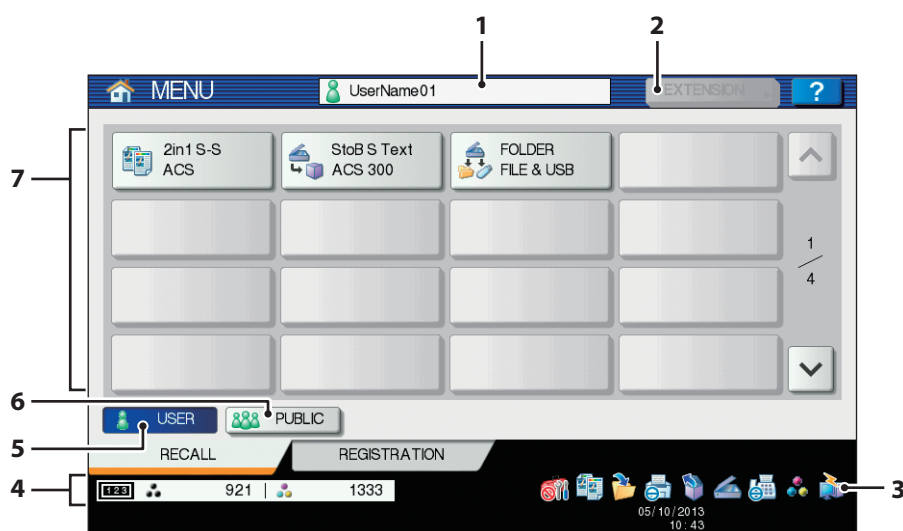 1 2
MENU UserName01 EXTENSION ?
7
2in1 S-S
ACS
StoB S Text
ACS 300
FOLDER
FILE & USB
1
4
6
USER PUBLIC
5
RECALL REGISTRATION
4
123 921 1333
3
05/10/2013
10:43